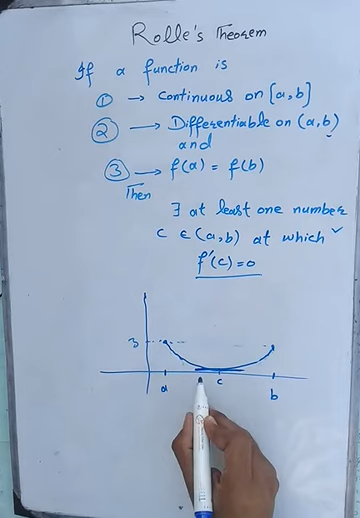 Rolle's Theorem
If a function is
① → Continuous on [a,b]
② → Differentiable on (a,b)
and
③ → f(a) = f(b)
Then
∃ at least one number
c ∈ (a,b) at which
f'(c) = 0
3
a
c
b